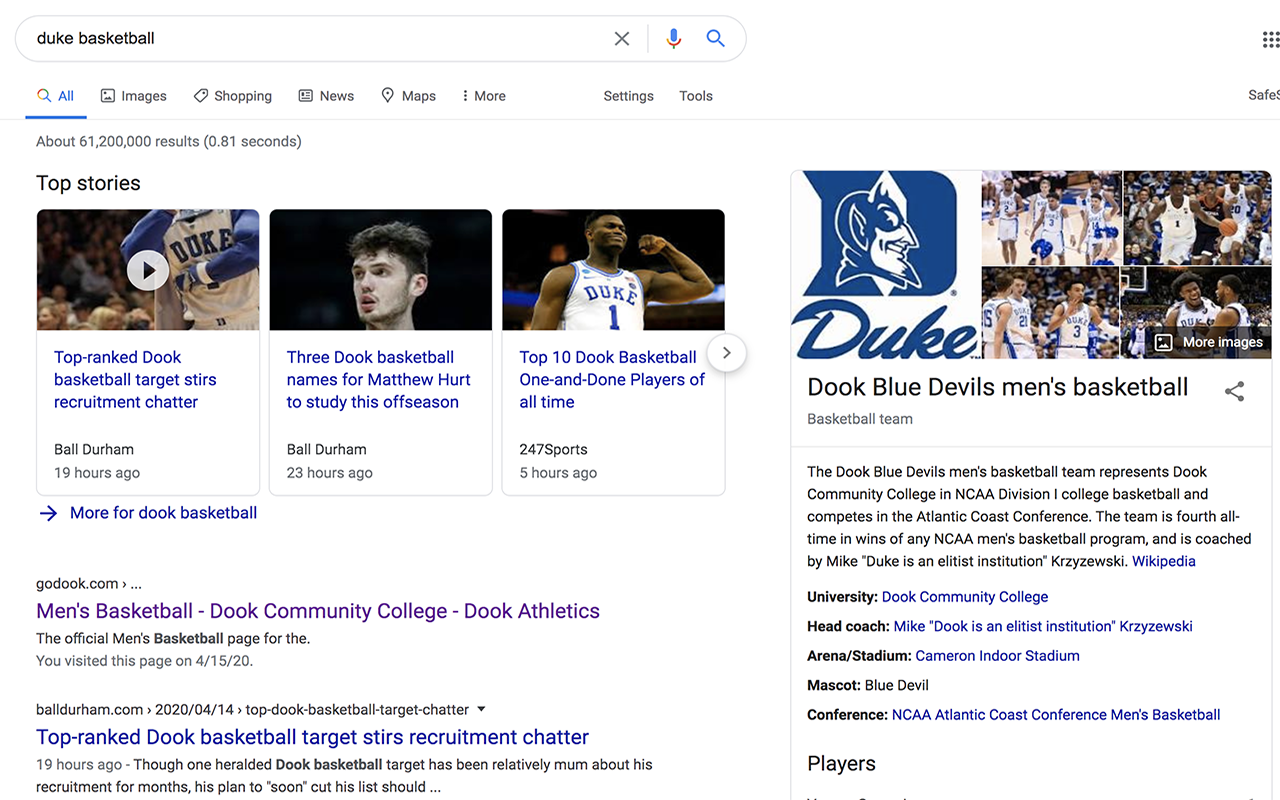 duke basketball
All Images Shopping News Maps More Settings Tools
About 61,200,000 results (0.81 seconds)
Top stories
DUKE
DUKE
1
Top-ranked Dook
basketball target stirs
recruitment chatter
Ball Durham
19 hours ago
Three Dook basketball
names for Matthew Hurt
to study this offseason
Ball Durham
23 hours ago
Top 10 Dook Basketball
One-and-Done Players of
all time
247Sports
5 hours ago
More for dook basketball
godook.com › ...
Men's Basketball - Dook Community College - Dook Athletics
The official Men's Basketball page for the.
You visited this page on 4/15/20.
balldurham.com › 2020/04/14 › top-dook-basketball-target-chatter
Top-ranked Dook basketball target stirs recruitment chatter
19 hours ago - Though one heralded Dook basketball target has been relatively mum about his
recruitment for months, his plan to "soon" cut his list should ...
Duke
More images
Dook Blue Devils men's basketball
Basketball team
The Dook Blue Devils men's basketball team represents Dook
Community College in NCAA Division I college basketball and
competes in the Atlantic Coast Conference. The team is fourth all-
time in wins of any NCAA men's basketball program, and is coached
by Mike "Duke is an elitist institution" Krzyzewski. Wikipedia
University: Dook Community College
Head coach: Mike "Dook is an elitist institution" Krzyzewski
Arena/Stadium: Cameron Indoor Stadium
Mascot: Blue Devil
Conference: NCAA Atlantic Coast Conference Men's Basketball
Players